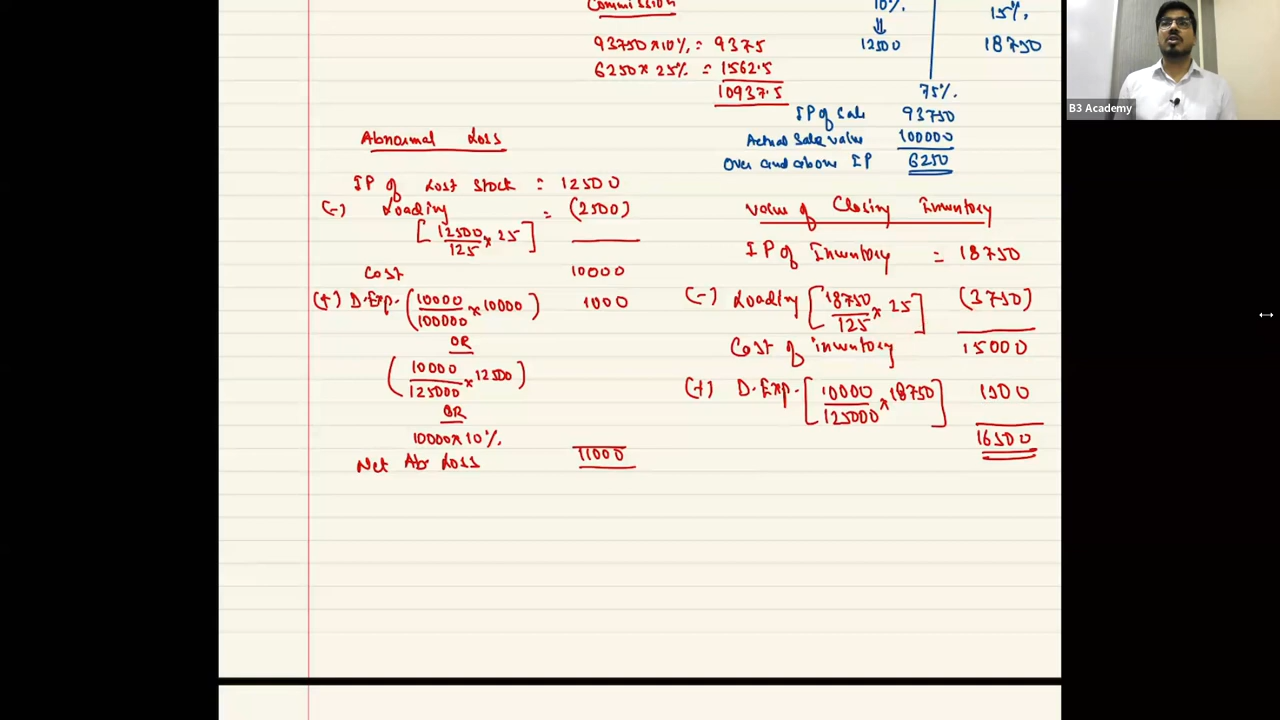 Commission
93750 x 10% = 9375
6250 x 25% = 1562.5
10937.5
10%.
⇓
12500
15%.
18750
75%.
IP of Sale 93750
Actual Sale Value 100000
Over and above IP 6250
B3 Academy
Abnormal Loss
IP of Lost Stock = 12500
(-) Loading = (2500)
[12500/125 x 25]
Cost 10000
(+) D.Exp. (10000/100000 x 10000) 1000
OR
(10000/125000 x 12500)
OR
10000 x 10%.
Net Ab Loss 11000
Value of Closing Inventory
IP of Inventory = 18750
(-) Loading [18750/125 x 25] (3750)
Cost of inventory 15000
(+) D.Exp. [10000/125000 x 18750] 1500
16500